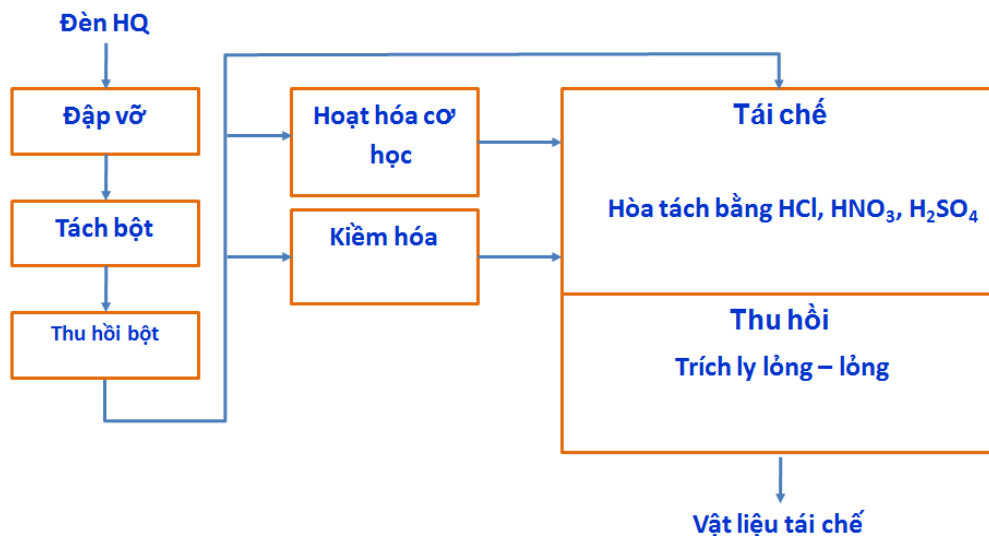 Đèn HQ
Đập vỡ
Tách bột
Thu hồi bột
Hoạt hóa cơ
học
Kiềm hóa
Tái chế
Hòa tách bằng HCl, HNO₃, H₂SO₄
Thu hồi
Trích ly lỏng – lỏng
Vật liệu tái chế